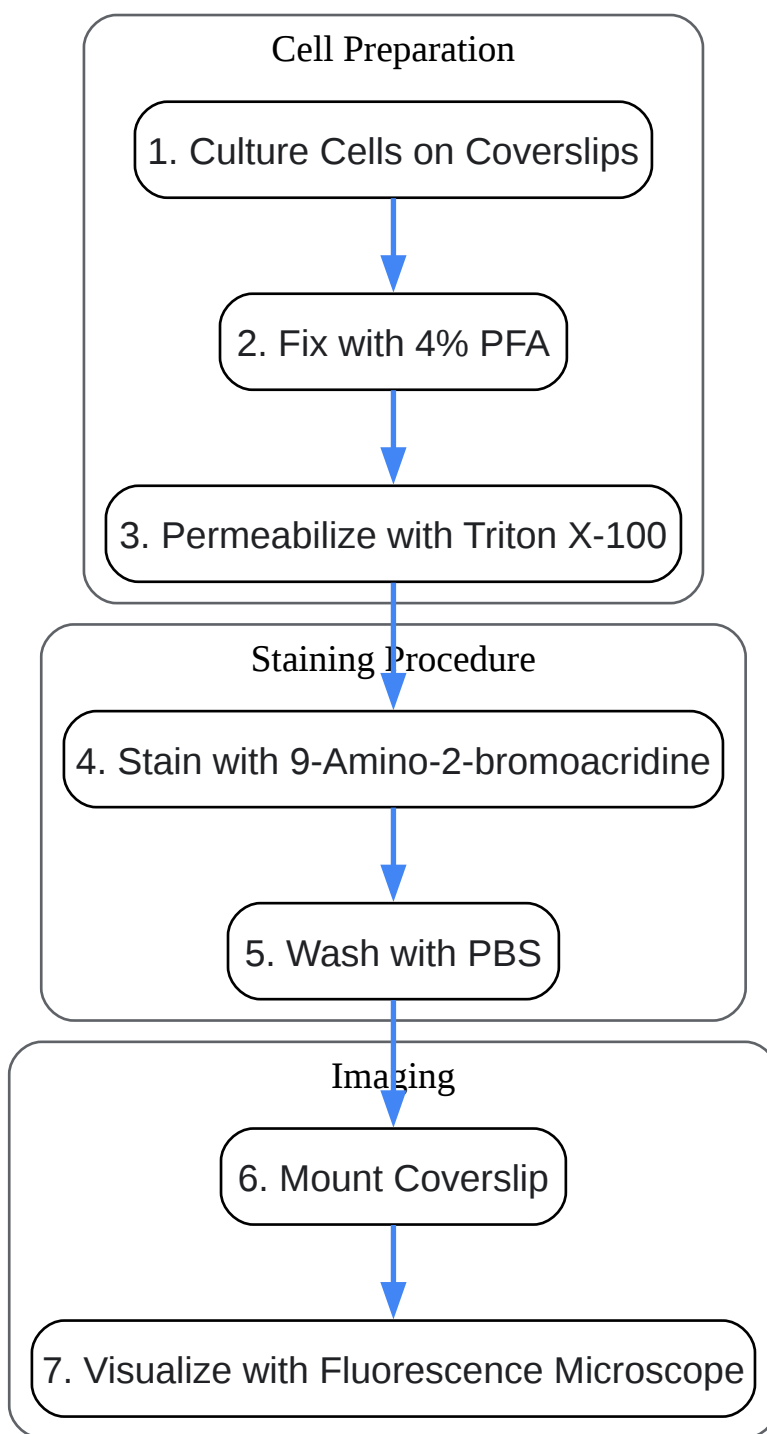 Cell Preparation
1. Culture Cells on Coverslips
2. Fix with 4% PFA
3. Permeabilize with Triton X-100
Staining Procedure
4. Stain with 9-Amino-2-bromoacridine
5. Wash with PBS
Imaging
6. Mount Coverslip
7. Visualize with Fluorescence Microscope